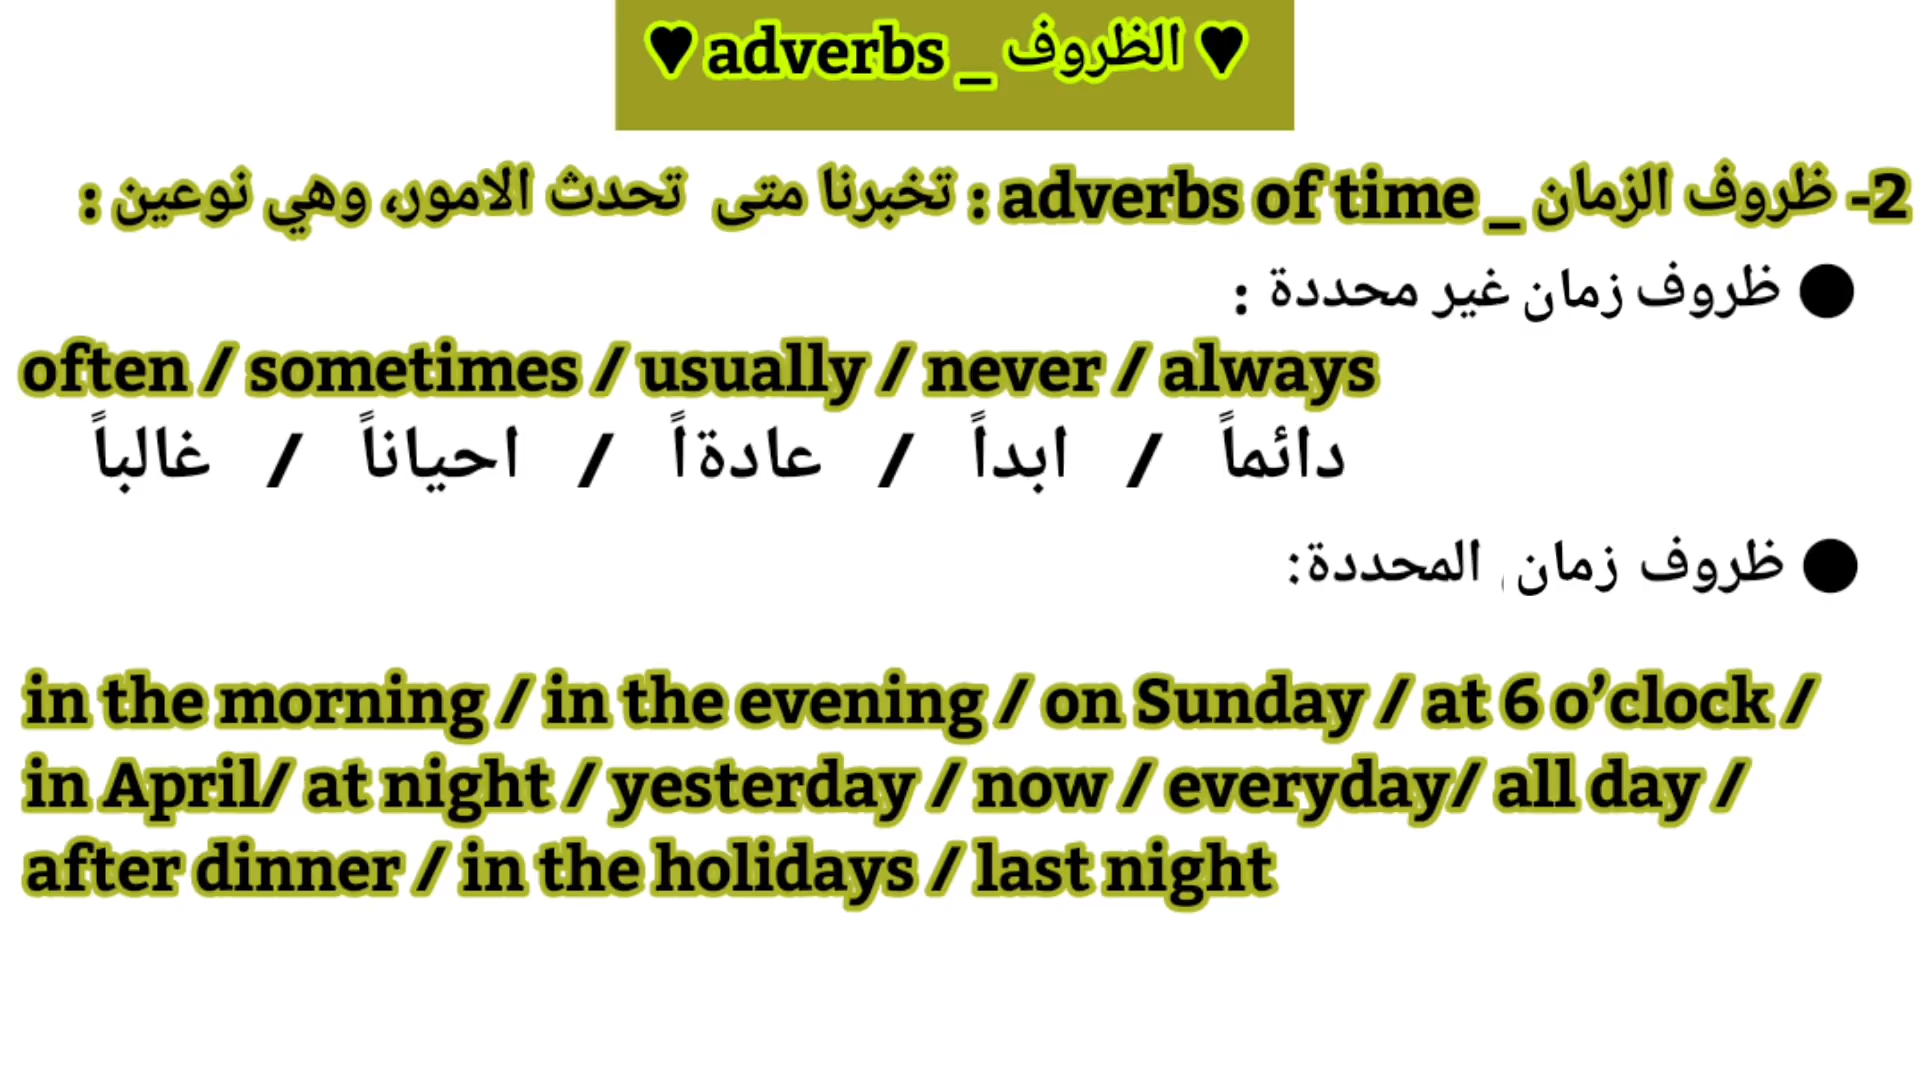 ♥ adverbs _ الظروف ♥
2- ظروف الزمان _ adverbs of time : تخبرنا متى تحدث الامور، وهي نوعين :
● ظروف زمان غير محددة :
often / sometimes / usually / never / always
دائماً / ابداً / عادةاً / احياناً / غالباً
● ظروف زمان المحددة:
in the morning / in the evening / on Sunday / at 6 o’clock /
in April/ at night / yesterday / now / everyday/ all day /
after dinner / in the holidays / last night